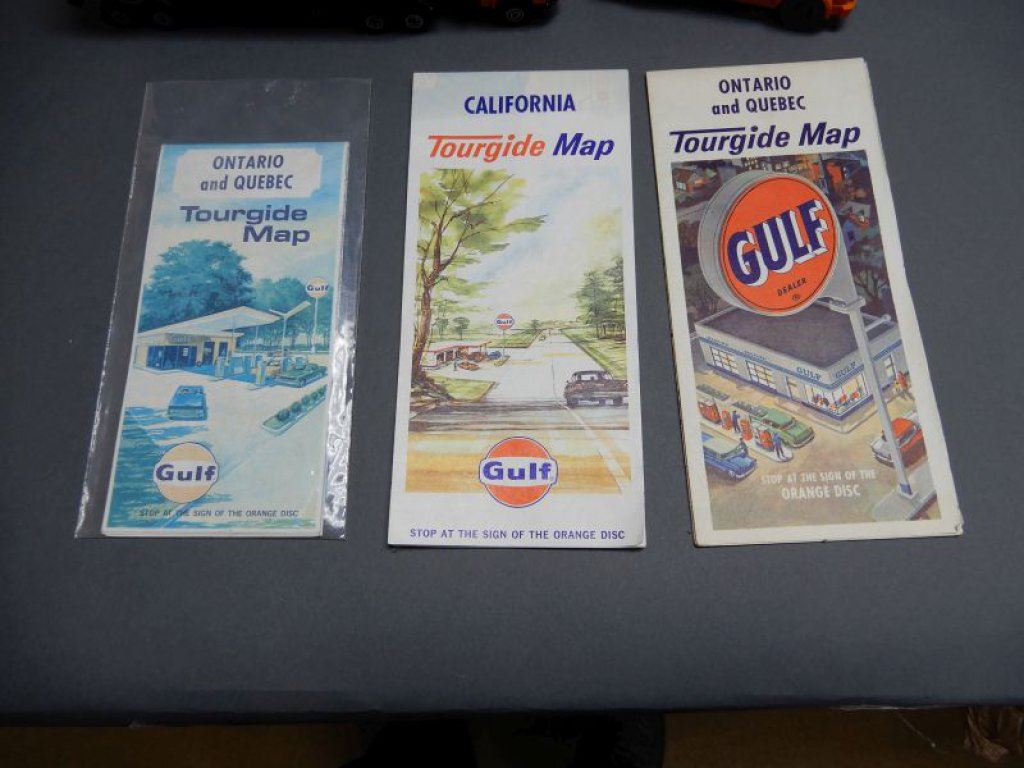 ONTARIO
and QUEBEC
Tourgide
Map
Gulf
Gulf
STOP AT THE SIGN OF THE ORANGE DISC
CALIFORNIA
Tourgide Map
Gulf
Gulf
STOP AT THE SIGN OF THE ORANGE DISC
ONTARIO
and QUEBEC
Tourgide Map
GULF
DEALER
GULF
GULF
STOP AT THE SIGN OF THE
ORANGE DISC